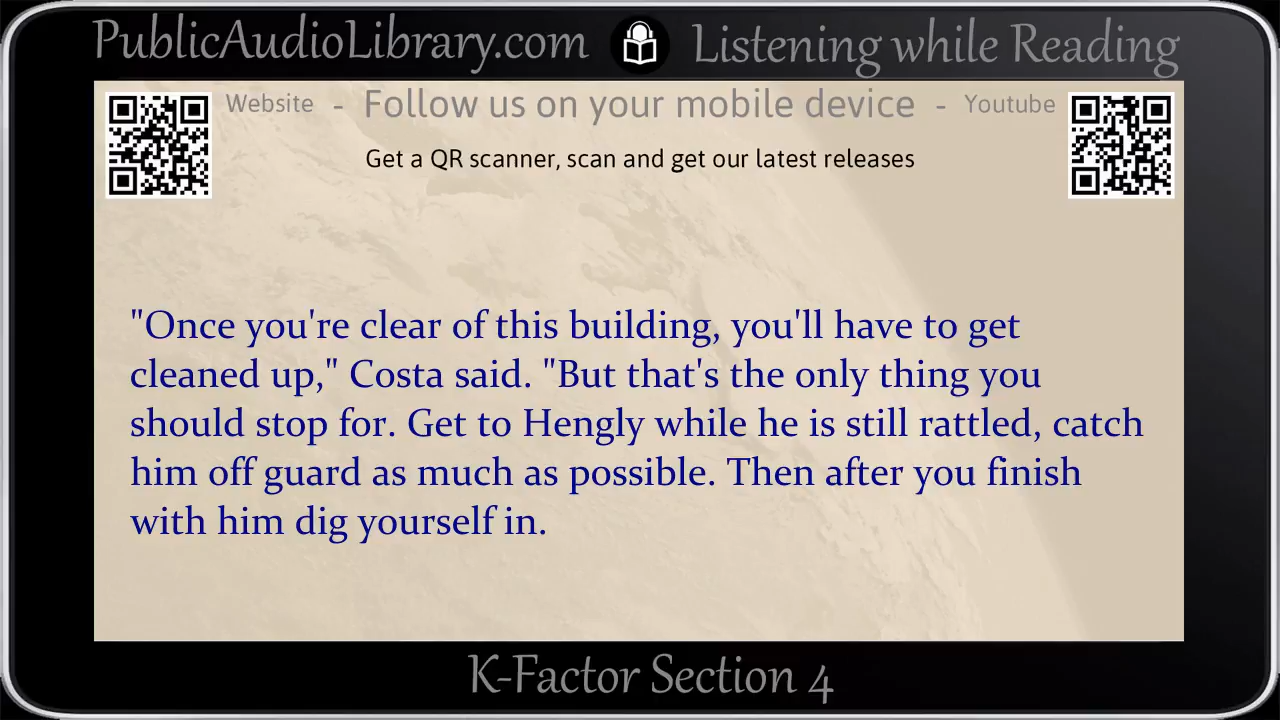 PublicAudioLibrary.com Listening while Reading
Website - Follow us on your mobile device - Youtube
Get a QR scanner, scan and get our latest releases
"Once you're clear of this building, you'll have to get
cleaned up," Costa said. "But that's the only thing you
should stop for. Get to Hengly while he is still rattled, catch
him off guard as much as possible. Then after you finish
with him dig yourself in.
K-Factor Section 4